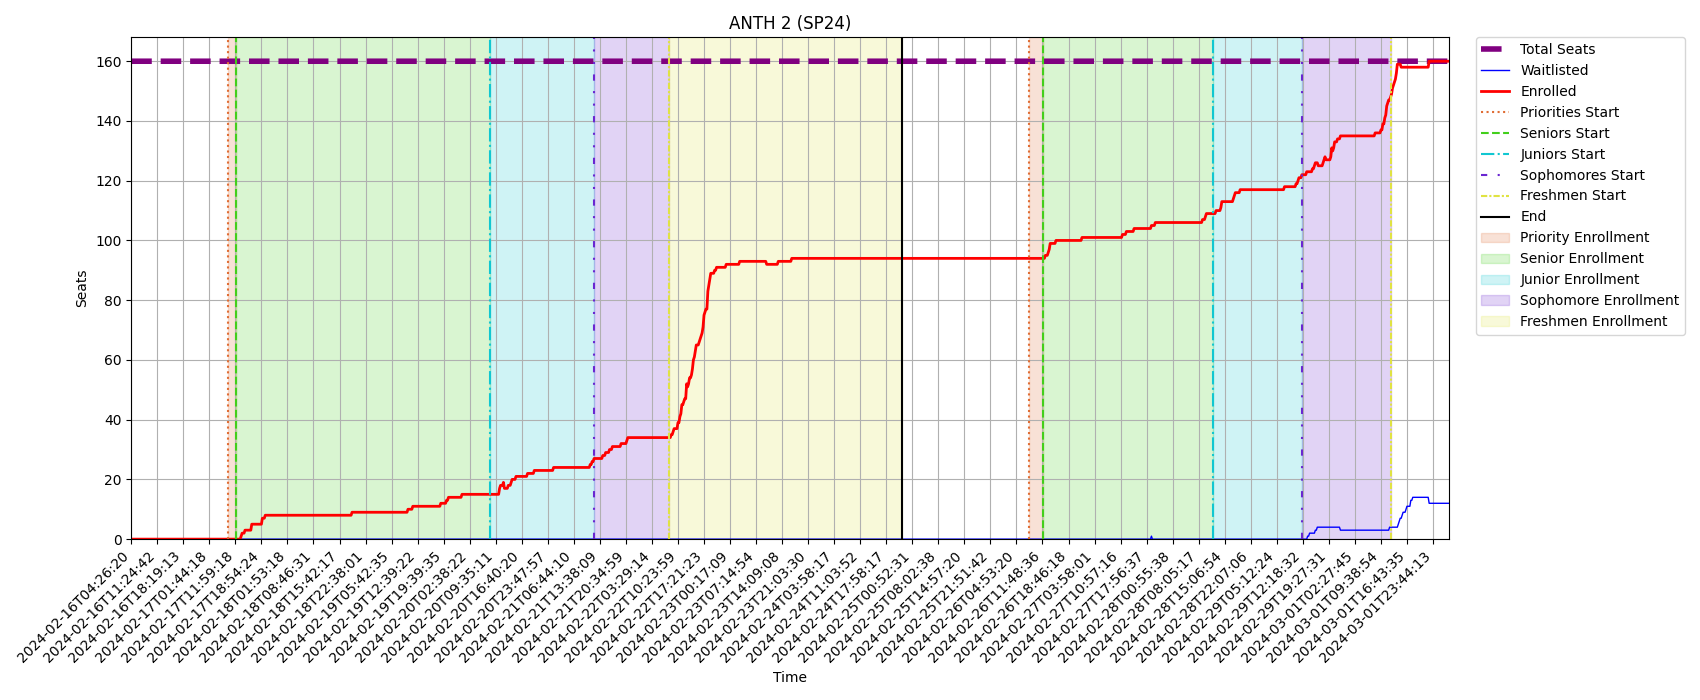 ANTH 2 (SP24)
Seats
160
140
120
100
80
60
40
20
0
2024-02-16T04:26:20
2024-02-16T11:24:42
2024-02-16T18:19:13
2024-02-17T01:44:18
2024-02-17T11:59:18
2024-02-17T18:54:24
2024-02-18T01:53:18
2024-02-18T08:46:31
2024-02-18T15:42:17
2024-02-18T22:38:01
2024-02-19T05:42:35
2024-02-19T12:39:22
2024-02-19T19:39:35
2024-02-20T02:38:22
2024-02-20T09:35:11
2024-02-20T16:40:20
2024-02-20T23:47:57
2024-02-21T06:44:10
2024-02-21T13:38:09
2024-02-21T20:34:59
2024-02-22T03:29:14
2024-02-22T10:23:59
2024-02-22T17:21:23
2024-02-23T00:17:09
2024-02-23T07:14:54
2024-02-23T14:09:08
2024-02-23T21:03:30
2024-02-24T03:58:17
2024-02-24T11:03:52
2024-02-24T17:58:17
2024-02-25T00:52:31
2024-02-25T08:02:38
2024-02-25T14:57:20
2024-02-25T21:51:42
2024-02-26T04:53:20
2024-02-26T11:48:36
2024-02-26T18:46:18
2024-02-27T03:58:01
2024-02-27T10:57:16
2024-02-27T17:56:37
2024-02-28T00:55:38
2024-02-28T08:05:17
2024-02-28T15:06:54
2024-02-28T22:07:06
2024-02-29T05:12:24
2024-02-29T12:18:32
2024-02-29T19:27:31
2024-03-01T02:27:45
2024-03-01T09:38:54
2024-03-01T16:43:35
2024-03-01T23:44:13
Time
Total Seats
Waitlisted
Enrolled
Priorities Start
Seniors Start
Juniors Start
Sophomores Start
Freshmen Start
End
Priority Enrollment
Senior Enrollment
Junior Enrollment
Sophomore Enrollment
Freshmen Enrollment